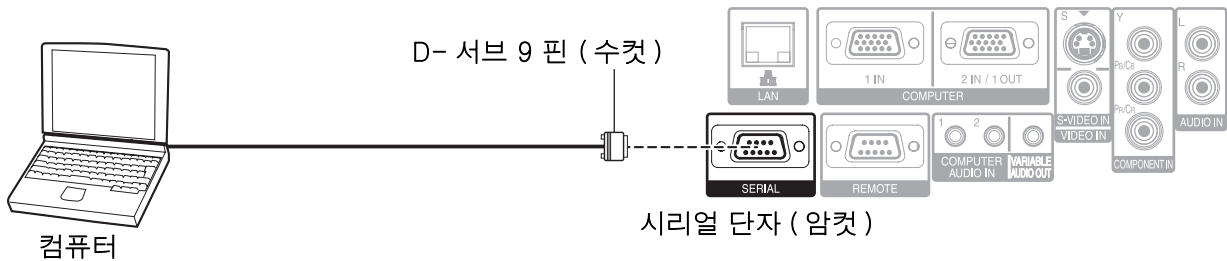 D- 서브 9 핀 ( 수컷 )
LAN
1 IN
2 IN / 1 OUT
COMPUTER
S
S-VIDEO IN
VIDEO IN
Y
PB/CB
PR/CR
COMPONENT IN
L
R
AUDIO IN
SERIAL
REMOTE
1 2
COMPUTER
AUDIO IN
VARIABLE
AUDIO OUT
시리얼 단자 ( 암컷 )
컴퓨터